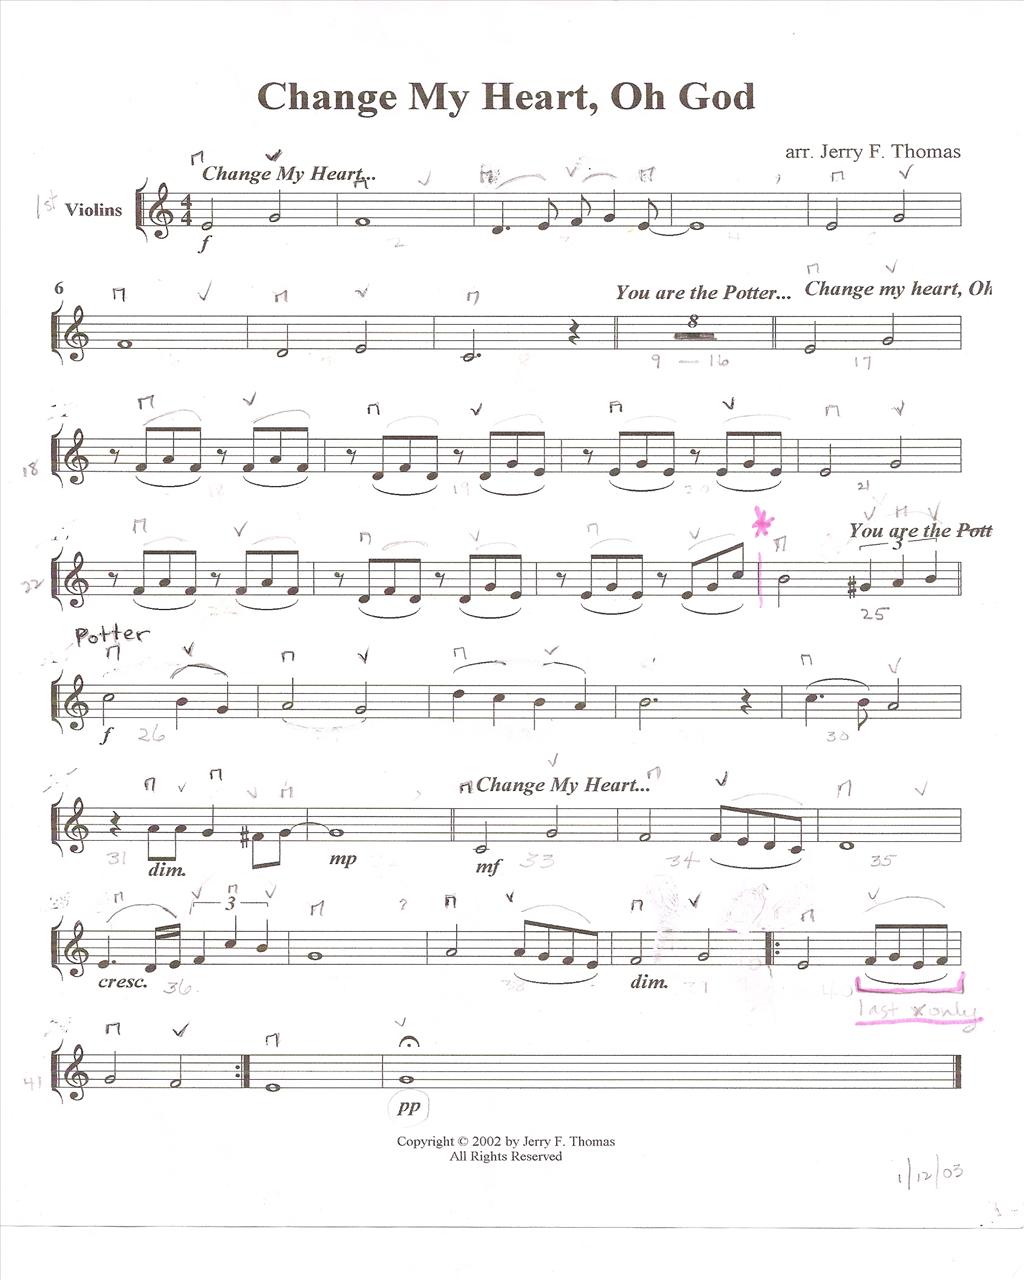 Change My Heart, Oh God
arr. Jerry F. Thomas
Change My Heart...
1st Violins
4
4
f
6
You are the Potter... Change my heart, Oh
8
9 — 16
17
18
19
21
22
You are the Pott
3
25
Potter
f
26
30
Change My Heart...
31
dim.
mp
mf
33
34
35
3
cresc.
36
dim.
last x only
41
pp
Copyright © 2002 by Jerry F. Thomas
All Rights Reserved
1/12/03